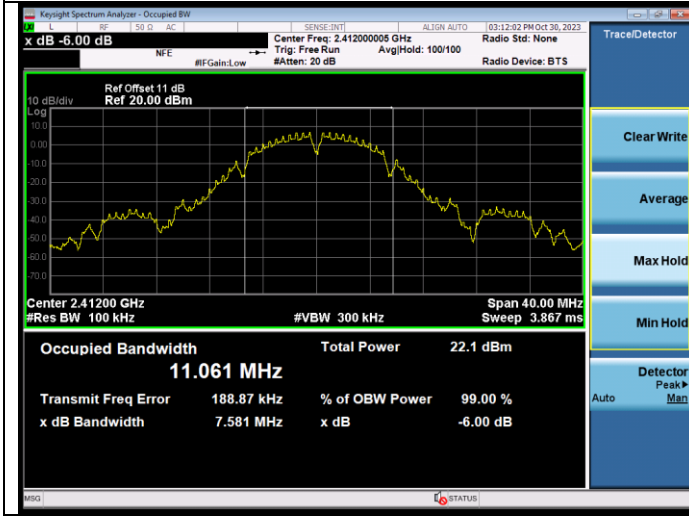 Keysight Spectrum Analyzer - Occupied BW
L RF 50 Ω AC SENSE:INT ALIGN AUTO 03:12:02 PM Oct 30, 2023
x dB -6.00 dB
Center Freq: 2.412000005 GHz Radio Std: None
NFE Trig: Free Run Avg|Hold: 100/100
#IFGain:Low #Atten: 20 dB Radio Device: BTS
Trace/Detector
Ref Offset 11 dB
10 dB/div Ref 20.00 dBm
Log
10.0
0.00
-10.0
-20.0
-30.0
-40.0
-50.0
-60.0
-70.0
Center 2.41200 GHz Span 40.00 MHz
#Res BW 100 kHz #VBW 300 kHz Sweep 3.867 ms
Occupied Bandwidth Total Power 22.1 dBm
11.061 MHz
Transmit Freq Error 188.87 kHz % of OBW Power 99.00 %
x dB Bandwidth 7.581 MHz x dB -6.00 dB
Clear Write
Average
Max Hold
Min Hold
Detector
Peak▶
Auto Man
MSG STATUS